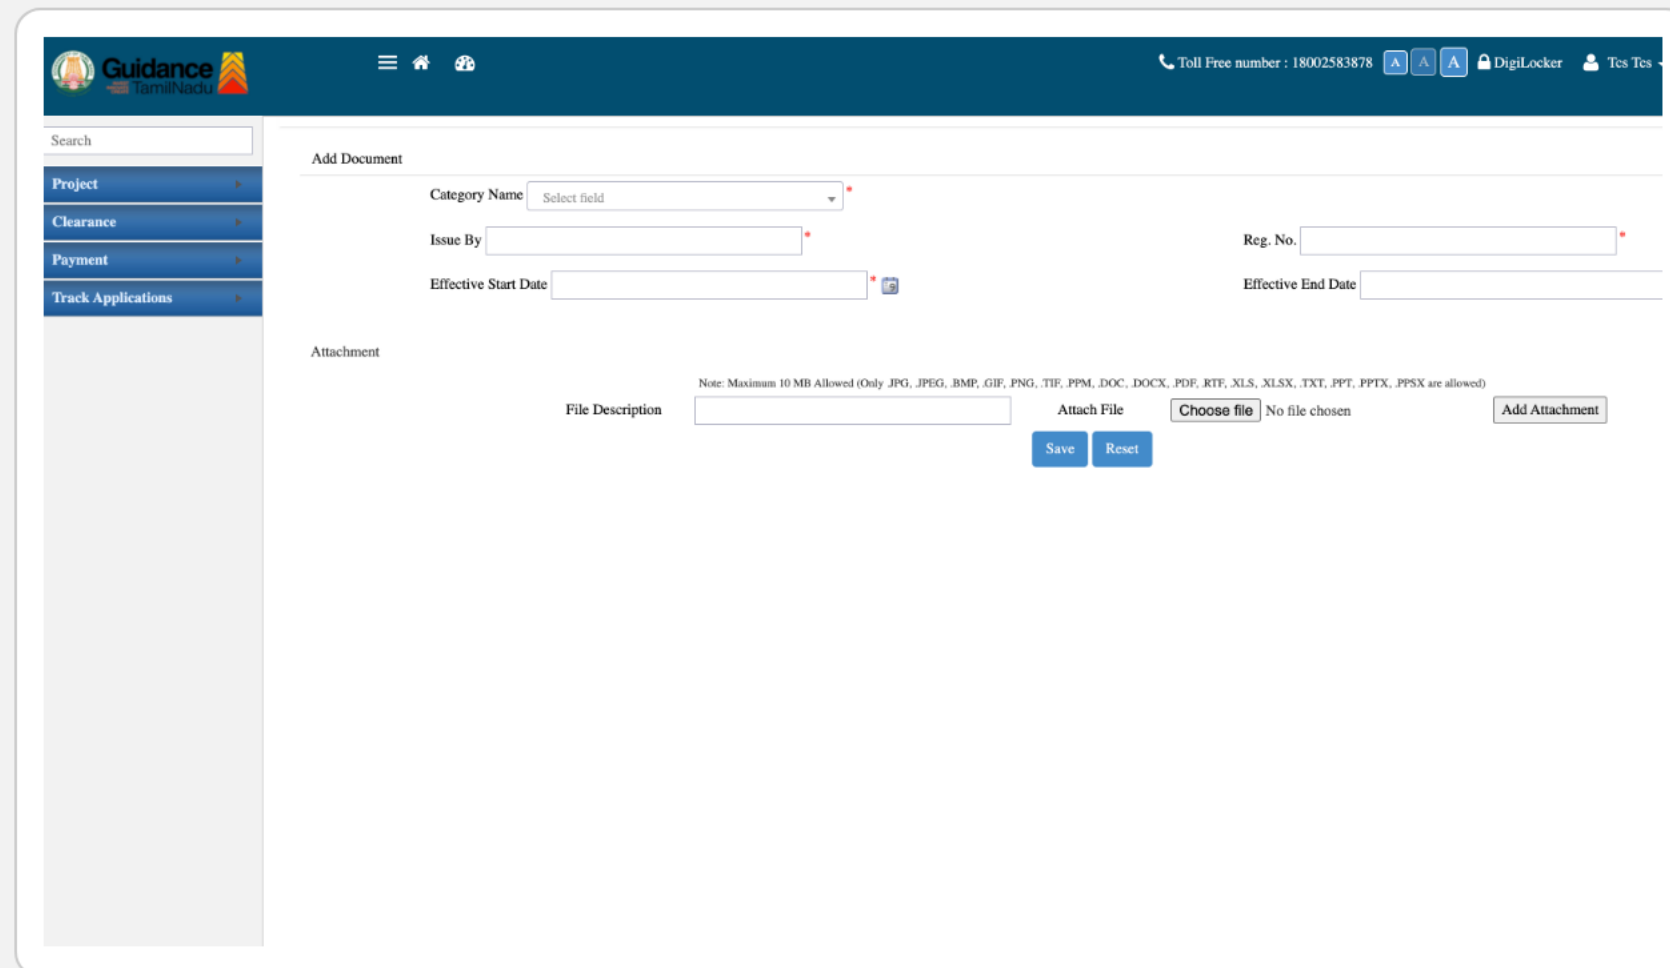 Guidance
TamilNadu
Toll Free number : 18002583878 A A A DigiLocker Tcs Tcs
Search
Project
Clearance
Payment
Track Applications
Add Document
Category Name Select field *
Issue By * Reg. No. *
Effective Start Date * Effective End Date
Attachment
Note: Maximum 10 MB Allowed (Only .JPG, .JPEG, .BMP, .GIF, .PNG, .TIF, .PPM, .DOC, .DOCX, .PDF, .RTF, .XLS, .XLSX, .TXT, .PPT, .PPTX, .PPSX are allowed)
File Description Attach File Choose file No file chosen Add Attachment
Save Reset